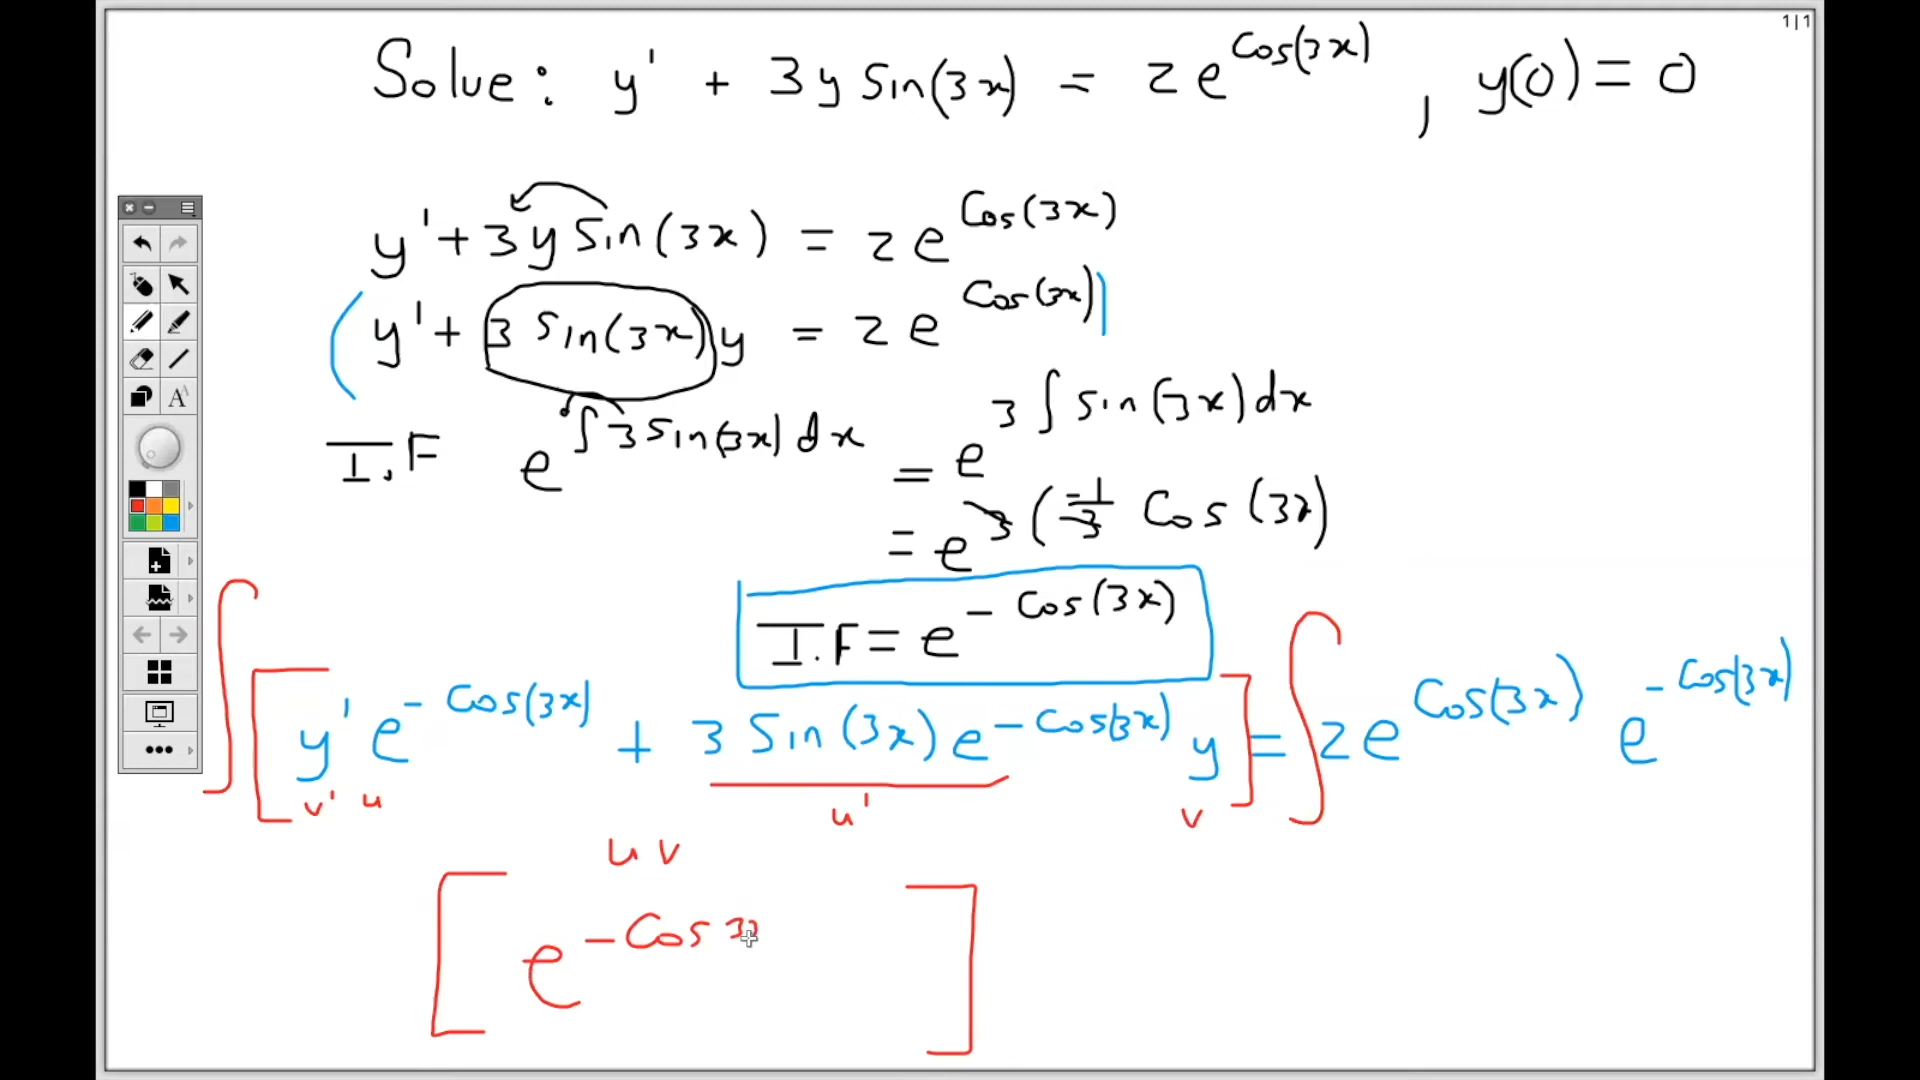 1|1
Solve: y' + 3y Sin(3x) = 2e^{Cos(3x)}, y(0) = 0
y' + 3y Sin(3x) = 2e^{Cos(3x)}
(y' + 3 Sin(3x) y = 2e^{Cos(3x)})
I.F e^{∫3 Sin(3x) dx} = e^{3∫Sin(3x)dx}
= e^{3(-1/3 Cos(3x)}
I.F = e^{-Cos(3x)}
∫[y' e^{-Cos(3x)} + 3 Sin(3x) e^{-Cos(3x)} y] = ∫2e^{Cos(3x)} e^{-Cos(3x)}
v' u u' v
u v
[e^{-Cos 3x} ]